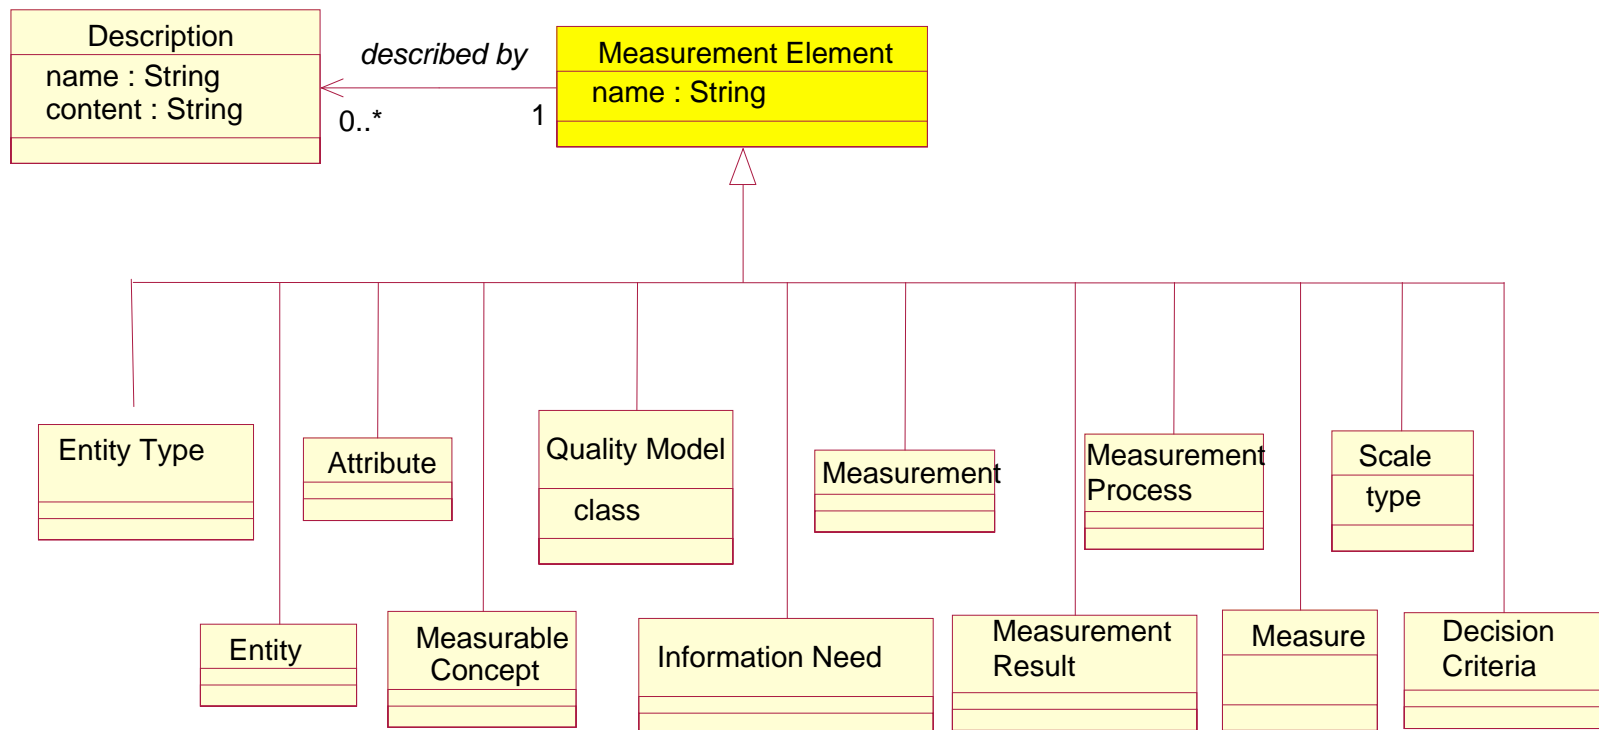 Description
name : String
content : String
described by
0..*
1
Measurement Element
name : String
Entity Type
Attribute
Quality Model
class
Measurement
Measurement
Process
Scale
type
Entity
Measurable
Concept
Information Need
Measurement
Result
Measure
Decision
Criteria